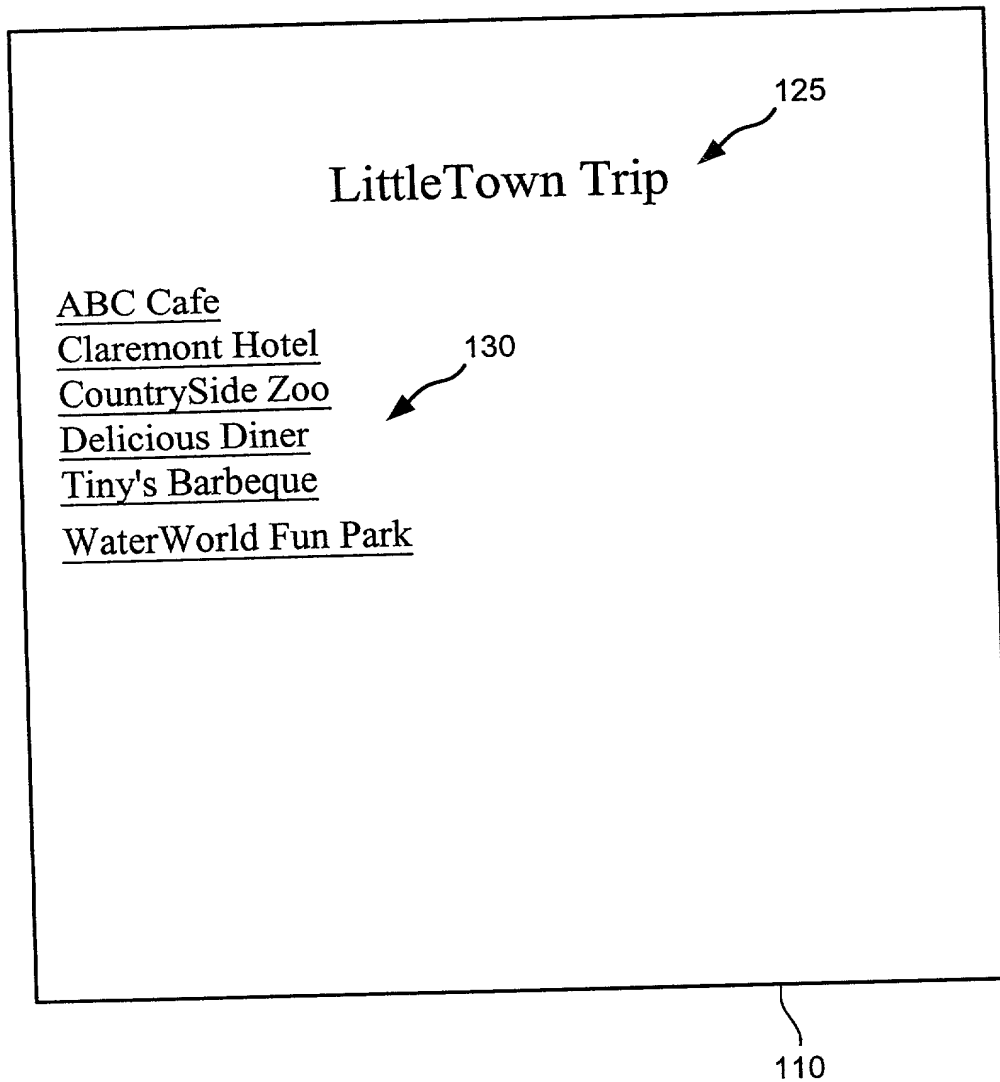 125
LittleTown Trip
ABC Cafe
Claremont Hotel
130
CountrySide Zoo
Delicious Diner
Tiny's Barbeque
WaterWorld Fun Park
110